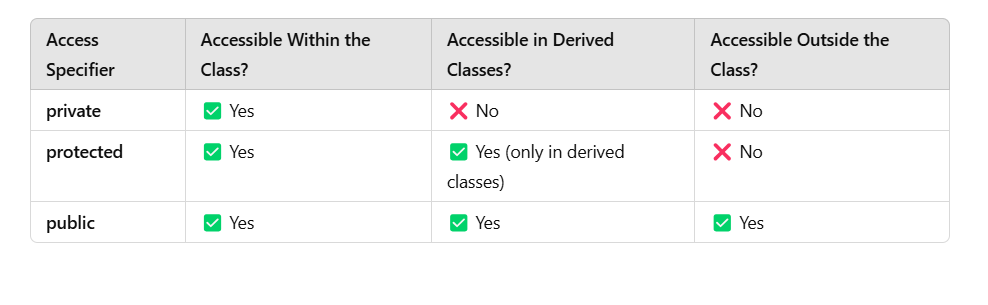 Access Specifier | Accessible Within the Class? | Accessible in Derived Classes? | Accessible Outside the Class?
private | ✅ Yes | ❌ No | ❌ No
protected | ✅ Yes | ✅ Yes (only in derived classes) | ❌ No
public | ✅ Yes | ✅ Yes | ✅ Yes